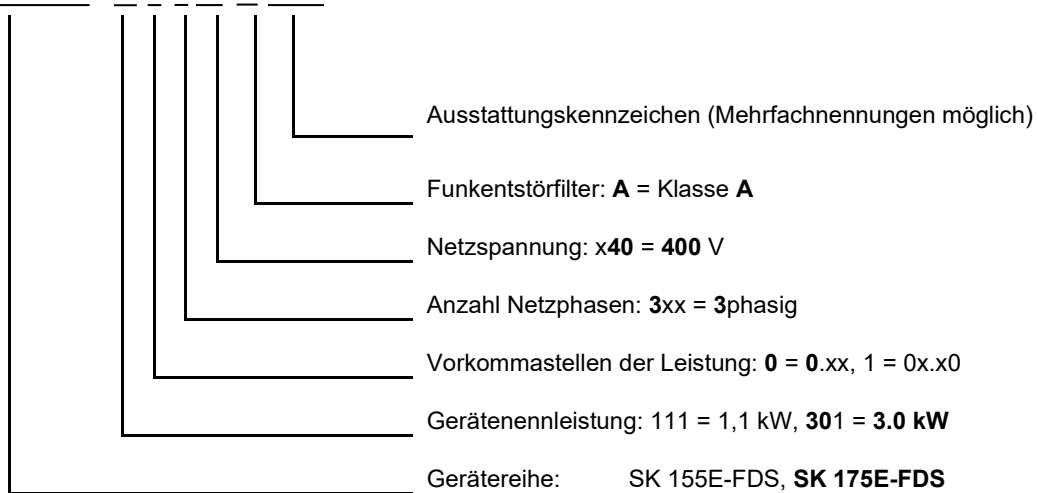 Ausstattungskennzeichen (Mehrfachnennungen möglich)
Funkentstörfilter: A = Klasse A
Netzspannung: x40 = 400 V
Anzahl Netzphasen: 3xx = 3phasig
Vorkommastellen der Leistung: 0 = 0.xx, 1 = 0x.x0
Gerätenennleistung: 111 = 1,1 kW, 301 = 3.0 kW
Gerätereihe: SK 155E-FDS, SK 175E-FDS